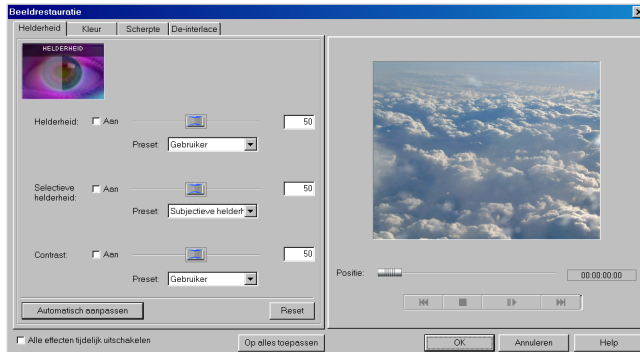 Beeldrestauratie
Helderheid Kleur Scherpte De-interlace
HELDERHEID
Helderheid: Aan 50
Preset: Gebruiker
Selectieve helderheid: Aan 50
Preset: Subjectieve helderh
Contrast: Aan 50
Preset: Gebruiker
Automatisch aanpassen Reset
Positie: 00:00:00:00
Alle effecten tijdelijk uitschakelen Op alles toepassen OK Annuleren Help